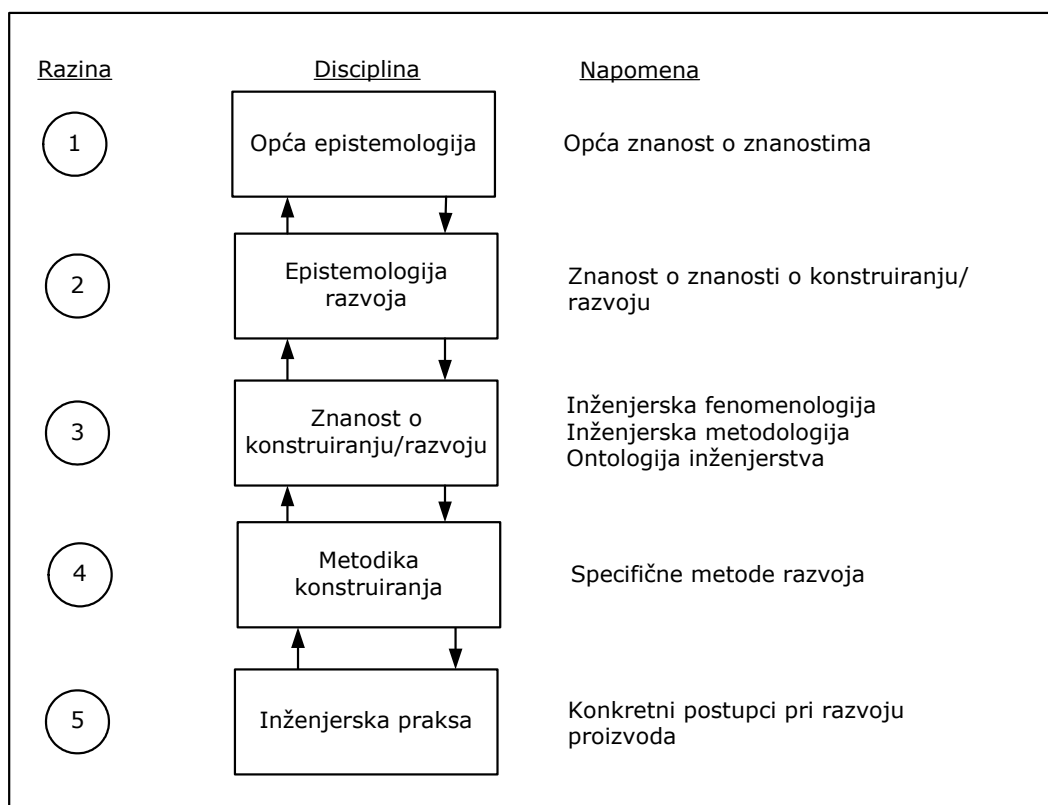 Razina
Disciplina
Napomena
1
Opća epistemologija
Opća znanost o znanostima
2
Epistemologija
razvoja
Znanost o znanosti o konstruiranju/
razvoju
3
Znanost o
konstruiranju/razvoju
Inženjerska fenomenologija
Inženjerska metodologija
Ontologija inženjerstva
4
Metodika
konstruiranja
Specifične metode razvoja
5
Inženjerska praksa
Konkretni postupci pri razvoju
proizvoda